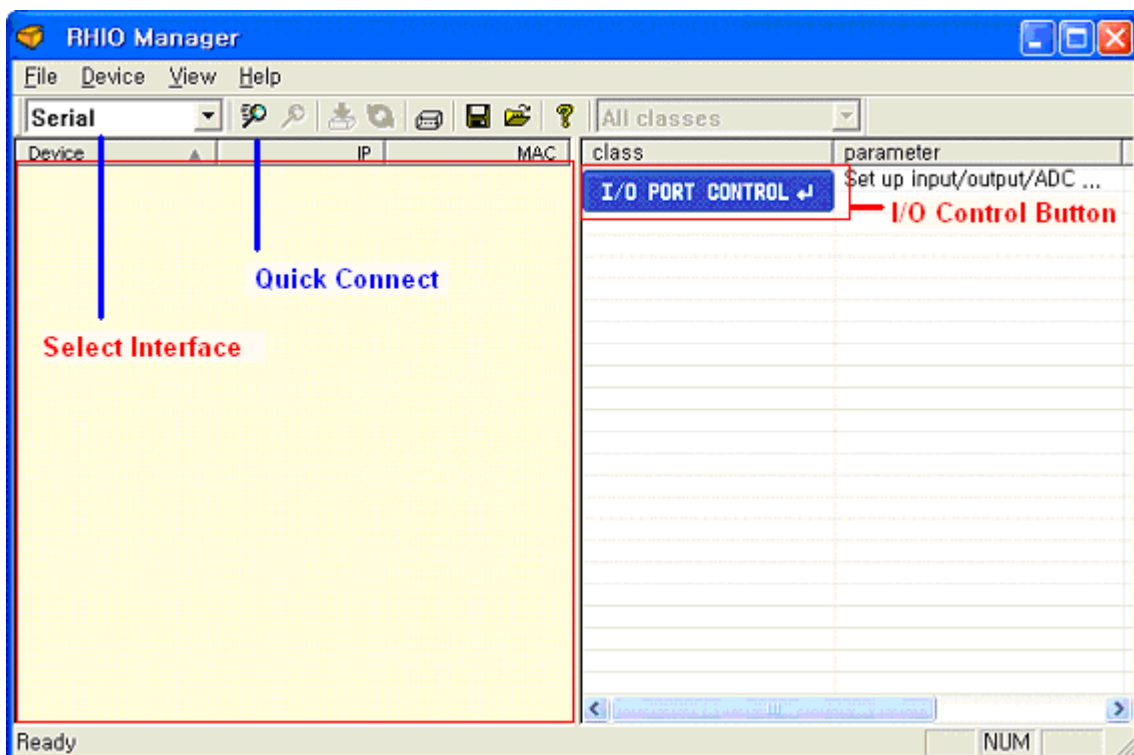 RHIO Manager
File Device View Help
Serial All classes
Device IP MAC class parameter
I/O PORT CONTROL Set up input/output/ADC ...
I/O Control Button
Quick Connect
Select Interface
Ready NUM